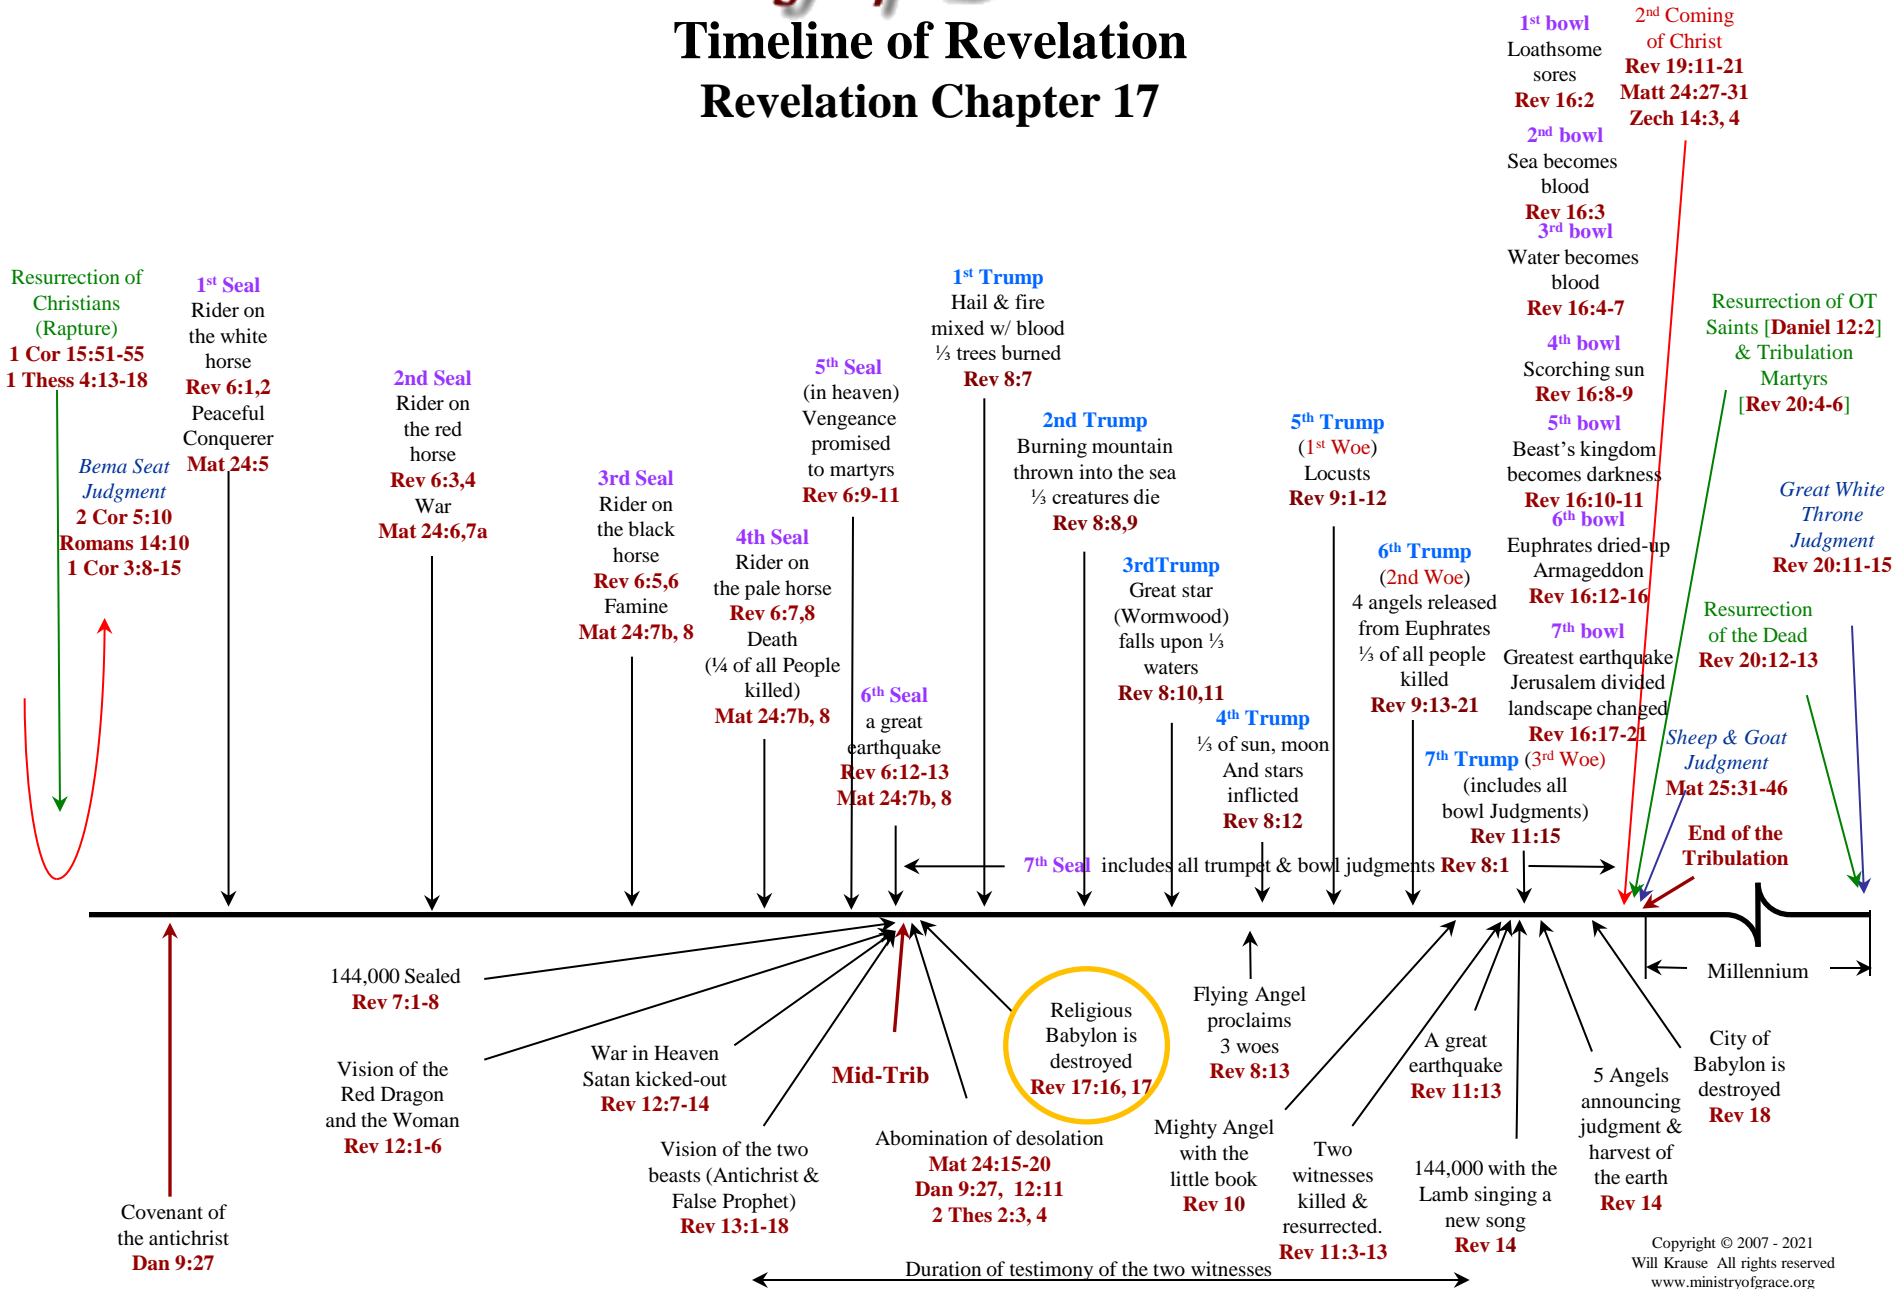 Timeline of Revelation
Revelation Chapter 17
Resurrection of
Christians
(Rapture)
1 Cor 15:51-55
1 Thess 4:13-18
Bema Seat
Judgment
2 Cor 5:10
Romans 14:10
1 Cor 3:8-15
1st Seal
Rider on
the white
horse
Rev 6:1,2
Peaceful
Conquerer
Mat 24:5
2nd Seal
Rider on
the red
horse
Rev 6:3,4
War
Mat 24:6,7a
3rd Seal
Rider on
the black
horse
Rev 6:5,6
Famine
Mat 24:7b, 8
4th Seal
Rider on
the pale horse
Rev 6:7,8
Death
(¼ of all People
killed)
Mat 24:7b, 8
5th Seal
(in heaven)
Vengeance
promised
to martyrs
Rev 6:9-11
6th Seal
a great
earthquake
Rev 6:12-13
Mat 24:7b, 8
1st Trump
Hail & fire
mixed w/ blood
⅓ trees burned
Rev 8:7
2nd Trump
Burning mountain
thrown into the sea
⅓ creatures die
Rev 8:8,9
3rdTrump
Great star
(Wormwood)
falls upon ⅓
waters
Rev 8:10,11
4th Trump
⅓ of sun, moon
And stars
inflicted
Rev 8:12
5th Trump
(1st Woe)
Locusts
Rev 9:1-12
6th Trump
(2nd Woe)
4 angels released
from Euphrates
⅓ of all people
killed
Rev 9:13-21
7th Trump (3rd Woe)
(includes all
bowl Judgments)
Rev 11:15
7th Seal includes all trumpet & bowl judgments Rev 8:1
1st bowl
Loathsome
sores
Rev 16:2
2nd bowl
Sea becomes
blood
Rev 16:3
3rd bowl
Water becomes
blood
Rev 16:4-7
4th bowl
Scorching sun
Rev 16:8-9
5th bowl
Beast’s kingdom
becomes darkness
Rev 16:10-11
6th bowl
Euphrates dried-up
Armageddon
Rev 16:12-16
7th bowl
Greatest earthquake
Jerusalem divided
landscape changed
Rev 16:17-21
2nd Coming
of Christ
Rev 19:11-21
Matt 24:27-31
Zech 14:3, 4
Resurrection of OT
Saints [Daniel 12:2]
& Tribulation
Martyrs
[Rev 20:4-6]
Great White
Throne
Judgment
Rev 20:11-15
Resurrection
of the Dead
Rev 20:12-13
Sheep & Goat
Judgment
Mat 25:31-46
End of the
Tribulation
Millennium
Covenant of
the antichrist
Dan 9:27
144,000 Sealed
Rev 7:1-8
Vision of the
Red Dragon
and the Woman
Rev 12:1-6
War in Heaven
Satan kicked-out
Rev 12:7-14
Vision of the two
beasts (Antichrist &
False Prophet)
Rev 13:1-18
Mid-Trib
Abomination of desolation
Mat 24:15-20
Dan 9:27, 12:11
2 Thes 2:3, 4
Religious
Babylon is
destroyed
Rev 17:16, 17
Flying Angel
proclaims
3 woes
Rev 8:13
Mighty Angel
with the
little book
Rev 10
Two
witnesses
killed &
resurrected.
Rev 11:3-13
A great
earthquake
Rev 11:13
144,000 with the
Lamb singing a
new song
Rev 14
5 Angels
announcing
judgment &
harvest of
the earth
Rev 14
City of
Babylon is
destroyed
Rev 18
Duration of testimony of the two witnesses
Copyright © 2007 - 2021
Will Krause All rights reserved
www.ministryofgrace.org